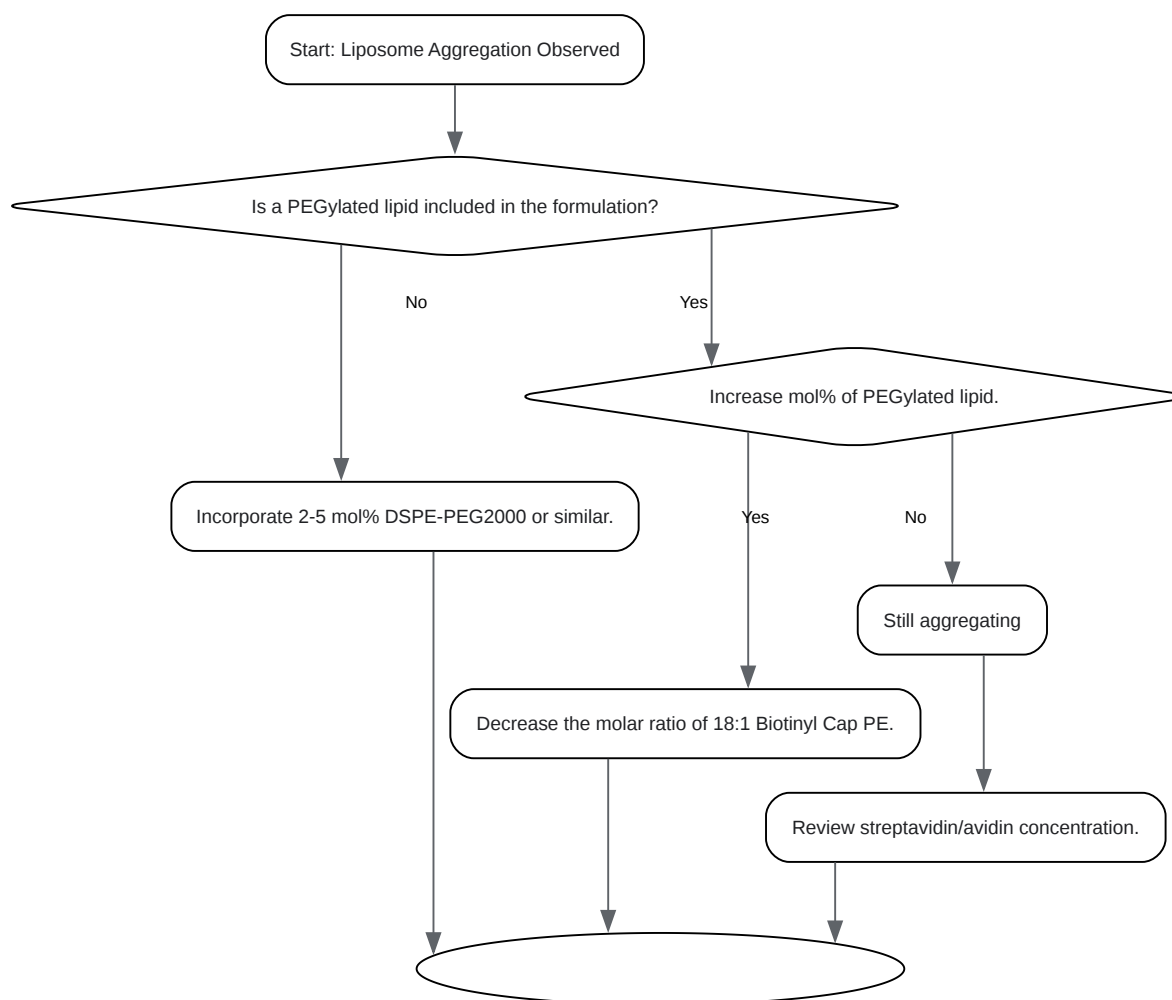 Start: Liposome Aggregation Observed
Is a PEGylated lipid included in the formulation?
No
Yes
Increase mol% of PEGylated lipid.
Incorporate 2-5 mol% DSPE-PEG2000 or similar.
Yes
No
Still aggregating
Decrease the molar ratio of 18:1 Biotinyl Cap PE.
Review streptavidin/avidin concentration.